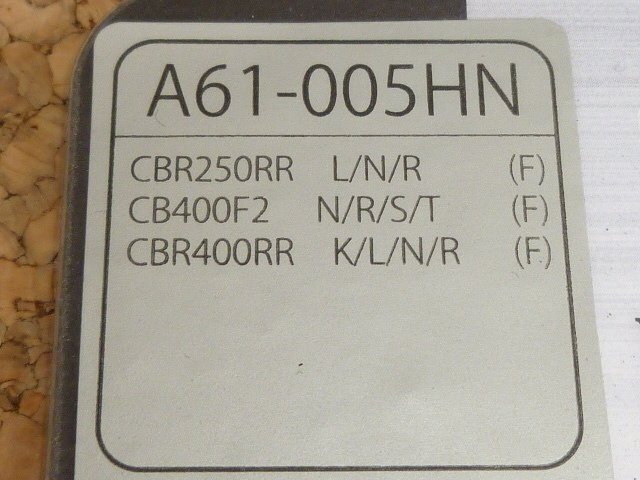 A61-005HN
CBR250RR L/N/R (F)
CB400F2 N/R/S/T (F)
CBR400RR K/L/N/R (F)